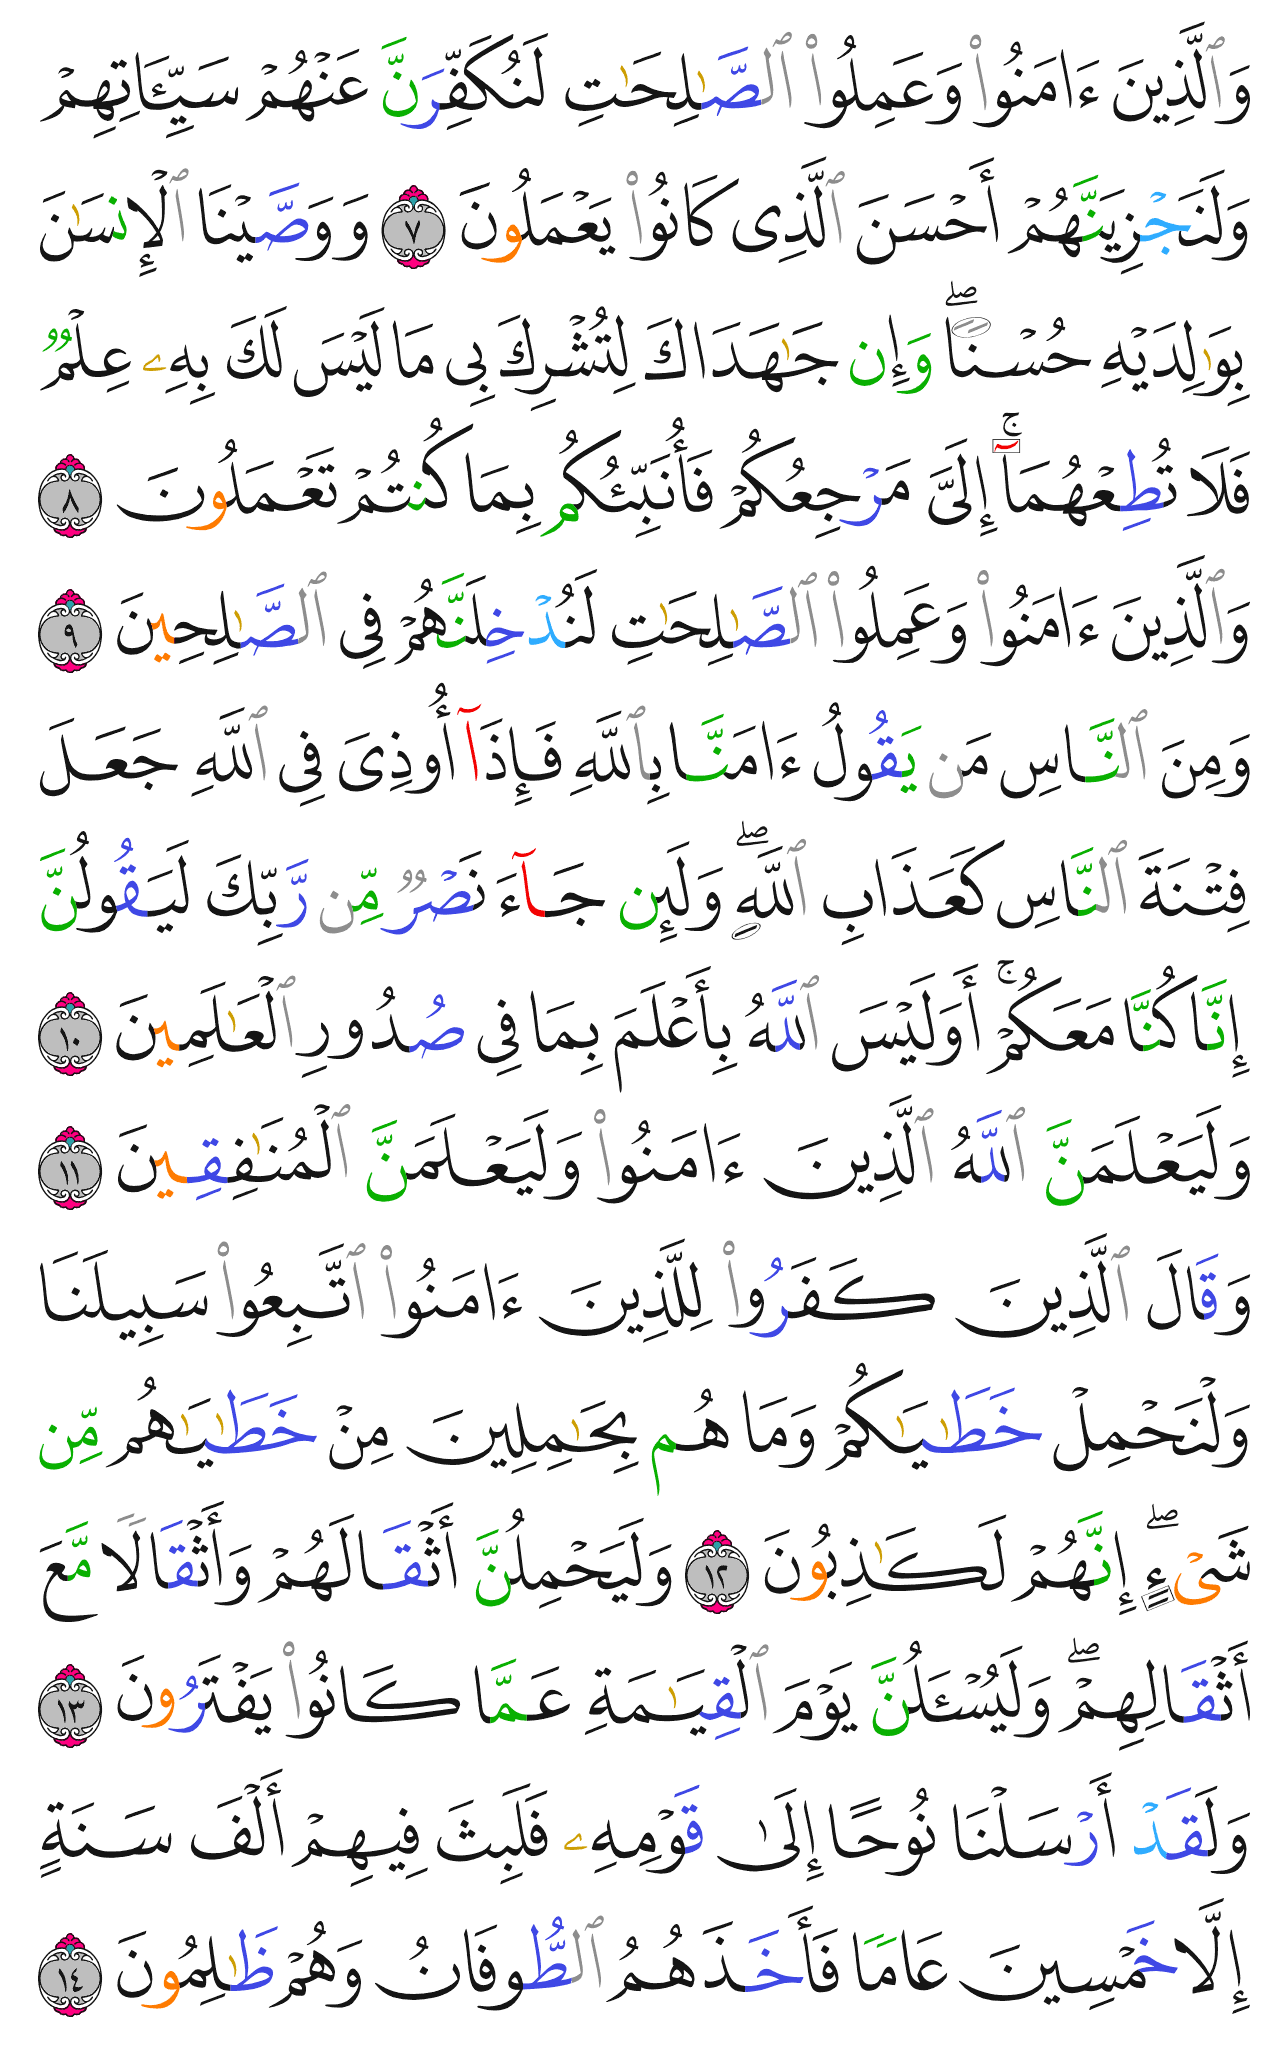 وَٱلَّذِينَ ءَامَنُوا۟ وَعَمِلُوا۟ ٱلصَّـٰلِحَـٰتِ لَنُكَفِّرَنَّ عَنْهُمْ سَيِّـَٔاتِهِمْ
وَلَنَجْزِيَنَّهُمْ أَحْسَنَ ٱلَّذِى كَانُوا۟ يَعْمَلُونَ ٧ وَوَصَّيْنَا ٱلْإِنسَـٰنَ
بِوَٰلِدَيْهِ حُسْنًاۖ وَإِن جَـٰهَدَاكَ لِتُشْرِكَ بِى مَا لَيْسَ لَكَ بِهِۦ عِلْمٌ
فَلَا تُطِعْهُمَآۚ إِلَىَّ مَرْجِعُكُمْ فَأُنَبِّئُكُم بِمَا كُنتُمْ تَعْمَلُونَ ٨
وَٱلَّذِينَ ءَامَنُوا۟ وَعَمِلُوا۟ ٱلصَّـٰلِحَـٰتِ لَنُدْخِلَنَّهُمْ فِى ٱلصَّـٰلِحِينَ ٩
وَمِنَ ٱلنَّاسِ مَن يَقُولُ ءَامَنَّا بِٱللَّهِ فَإِذَآ أُوذِىَ فِى ٱللَّهِ جَعَلَ
فِتْنَةَ ٱلنَّاسِ كَعَذَابِ ٱللَّهِۖ وَلَئِن جَآءَ نَصْرٌ مِّن رَّبِّكَ لَيَقُولُنَّ
إِنَّا كُنَّا مَعَكُمْۚ أَوَلَيْسَ ٱللَّهُ بِأَعْلَمَ بِمَا فِى صُدُورِ ٱلْعَـٰلَمِينَ ١٠
وَلَيَعْلَمَنَّ ٱللَّهُ ٱلَّذِينَ ءَامَنُوا۟ وَلَيَعْلَمَنَّ ٱلْمُنَـٰفِقِينَ ١١
وَقَالَ ٱلَّذِينَ كَفَرُوا۟ لِلَّذِينَ ءَامَنُوا۟ ٱتَّبِعُوا۟ سَبِيلَنَا
وَلْنَحْمِلْ خَطَـٰيَـٰكُمْ وَمَا هُم بِحَـٰمِلِينَ مِنْ خَطَـٰيَـٰهُم مِّن
شَىْءٍۖ إِنَّهُمْ لَكَـٰذِبُونَ ١٢ وَلَيَحْمِلُنَّ أَثْقَالَهُمْ وَأَثْقَالًا مَّعَ
أَثْقَالِهِمْۖ وَلَيُسْـَٔلُنَّ يَوْمَ ٱلْقِيَـٰمَةِ عَمَّا كَانُوا۟ يَفْتَرُونَ ١٣
وَلَقَدْ أَرْسَلْنَا نُوحًا إِلَىٰ قَوْمِهِۦ فَلَبِثَ فِيهِمْ أَلْفَ سَنَةٍ
إِلَّا خَمْسِينَ عَامًا فَأَخَذَهُمُ ٱلطُّوفَانُ وَهُمْ ظَـٰلِمُونَ ١٤